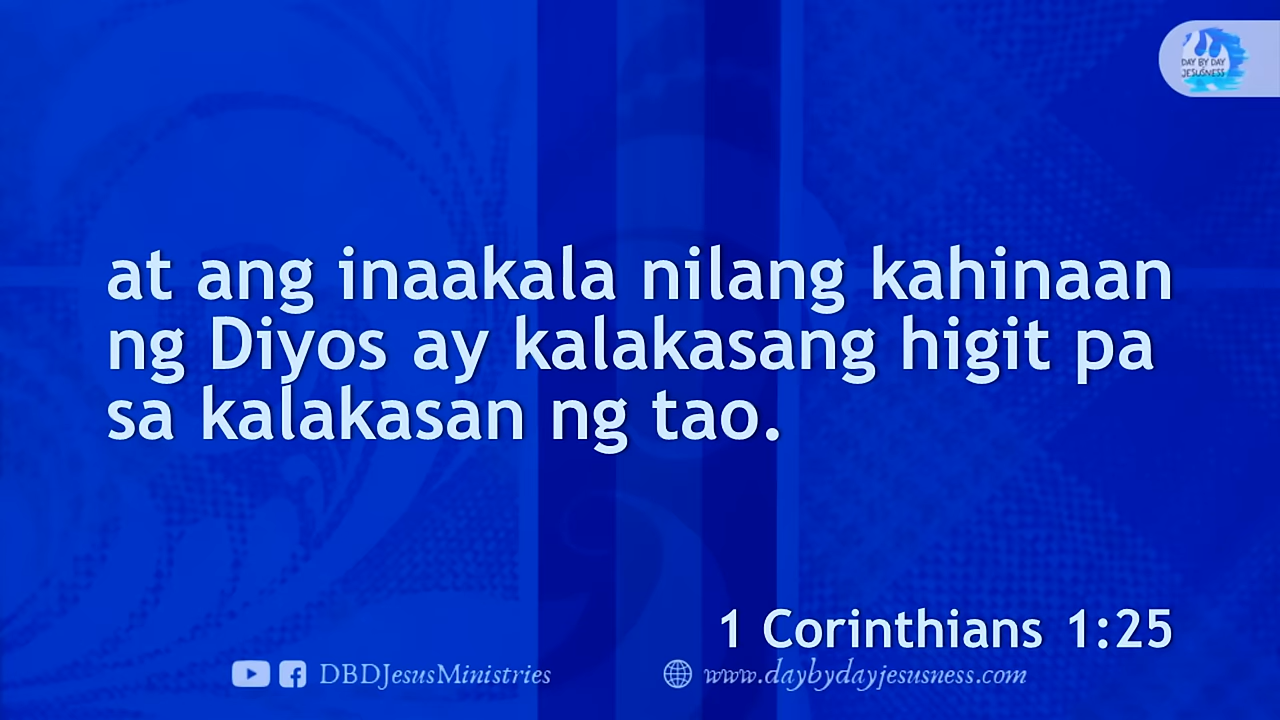 DAY BY DAY
JESUSNESS
at ang inaakala nilang kahinaan
ng Diyos ay kalakasang higit pa
sa kalakasan ng tao.
1 Corinthians 1:25
DBDJesusMinistries
www.daybydayjesusness.com